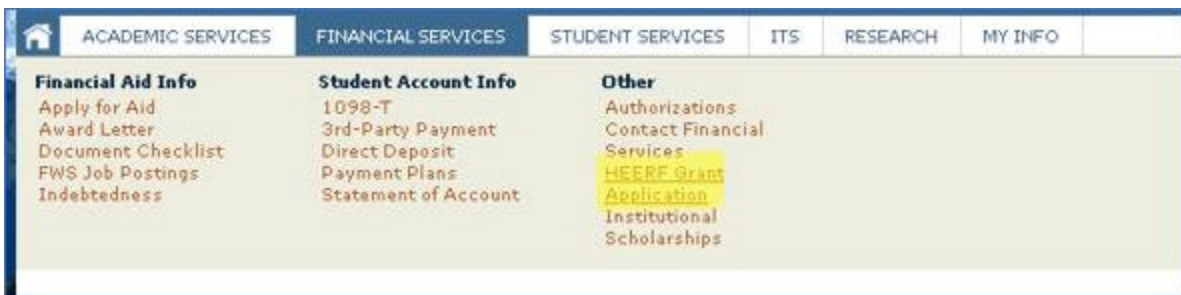 ACADEMIC SERVICES FINANCIAL SERVICES STUDENT SERVICES ITS RESEARCH MY INFO
Financial Aid Info
Apply for Aid
Award Letter
Document Checklist
FWS Job Postings
Indebtedness
Student Account Info
1098-T
3rd-Party Payment
Direct Deposit
Payment Plans
Statement of Account
Other
Authorizations
Contact Financial
Services
HEERF Grant
Application
Institutional
Scholarships